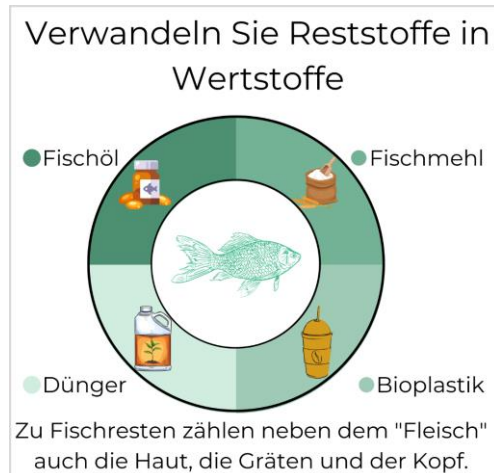 Verwandeln Sie Reststoffe in
Wertstoffe
Fischöl
Fischmehl
Dünger
Bioplastik
Zu Fischresten zählen neben dem "Fleisch"
auch die Haut, die Gräten und der Kopf.